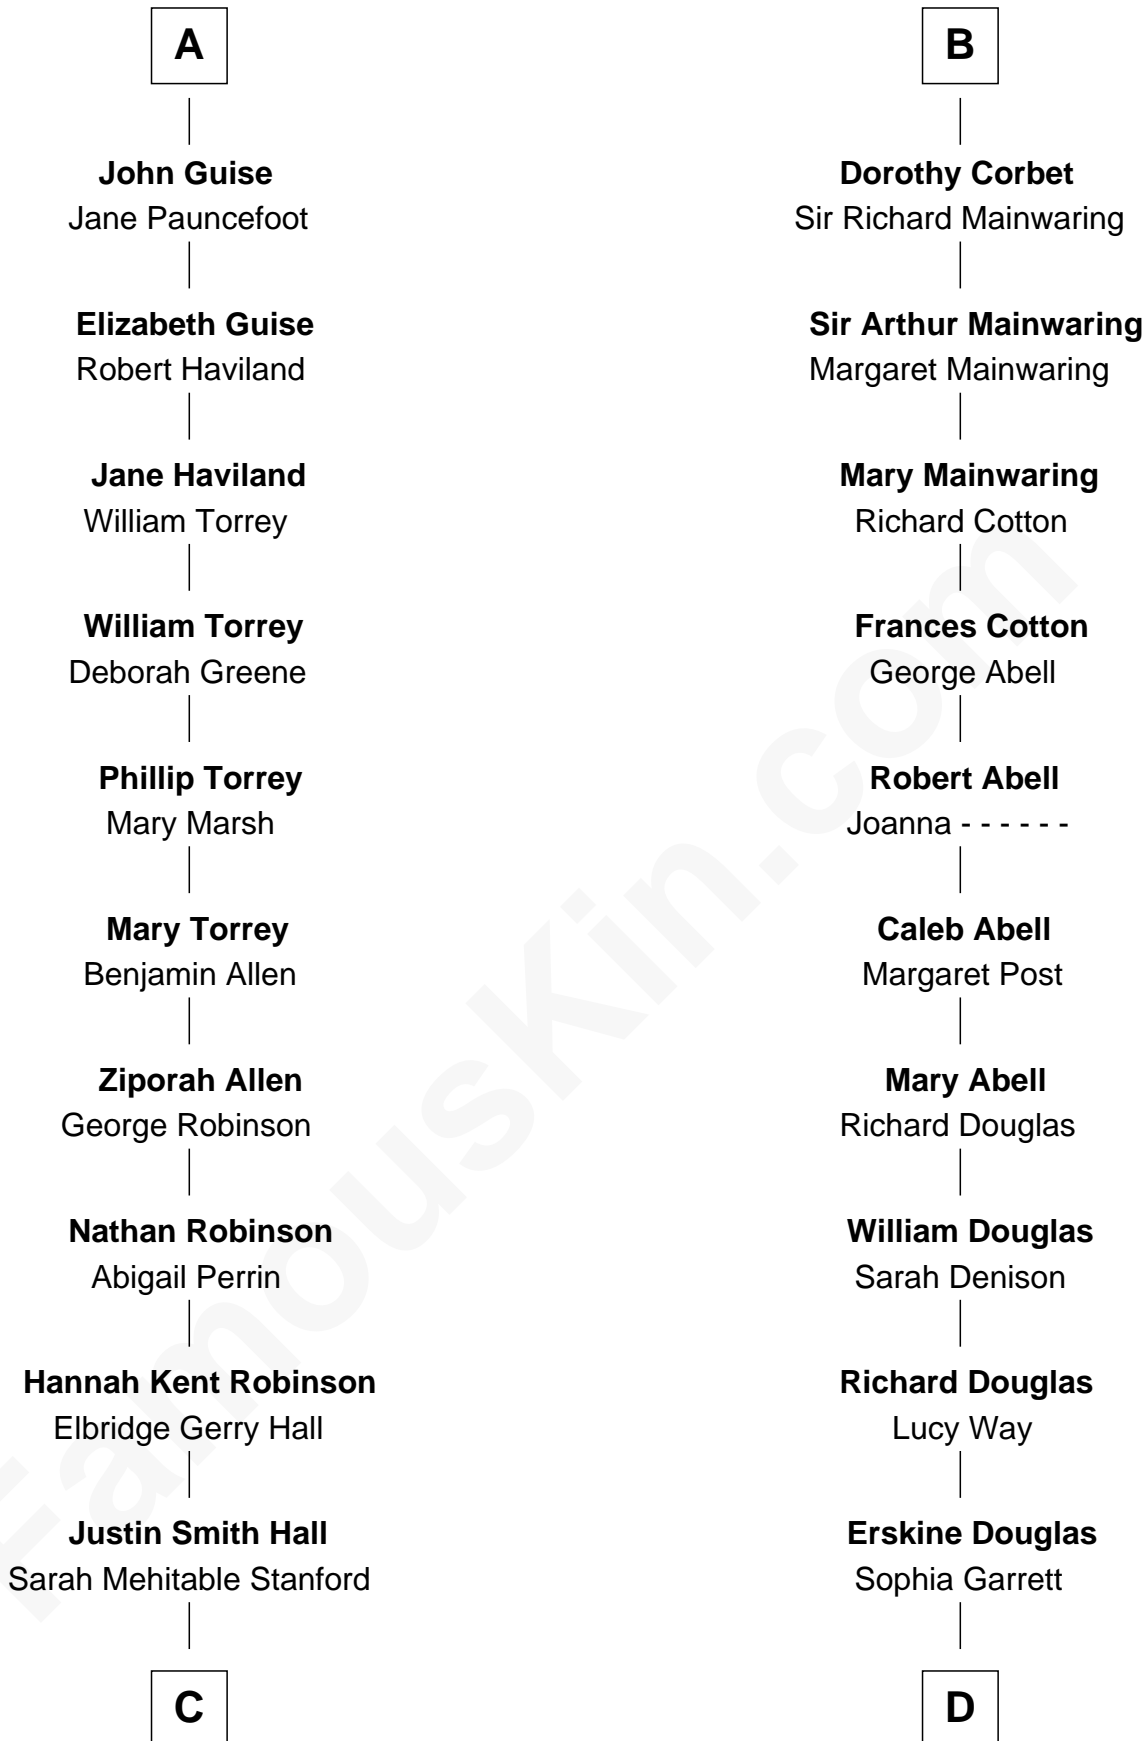 A
John Guise
Jane Pauncefoot
Elizabeth Guise
Robert Haviland
Jane Haviland
William Torrey
William Torrey
Deborah Greene
Phillip Torrey
Mary Marsh
Mary Torrey
Benjamin Allen
Ziporah Allen
George Robinson
Nathan Robinson
Abigail Perrin
Hannah Kent Robinson
Elbridge Gerry Hall
Justin Smith Hall
Sarah Mehitable Stanford
C
B
Dorothy Corbet
Sir Richard Mainwaring
Sir Arthur Mainwaring
Margaret Mainwaring
Mary Mainwaring
Richard Cotton
Frances Cotton
George Abell
Robert Abell
Joanna - - - - - -
Caleb Abell
Margaret Post
Mary Abell
Richard Douglas
William Douglas
Sarah Denison
Richard Douglas
Lucy Way
Erskine Douglas
Sophia Garrett
D
FamousKin.com